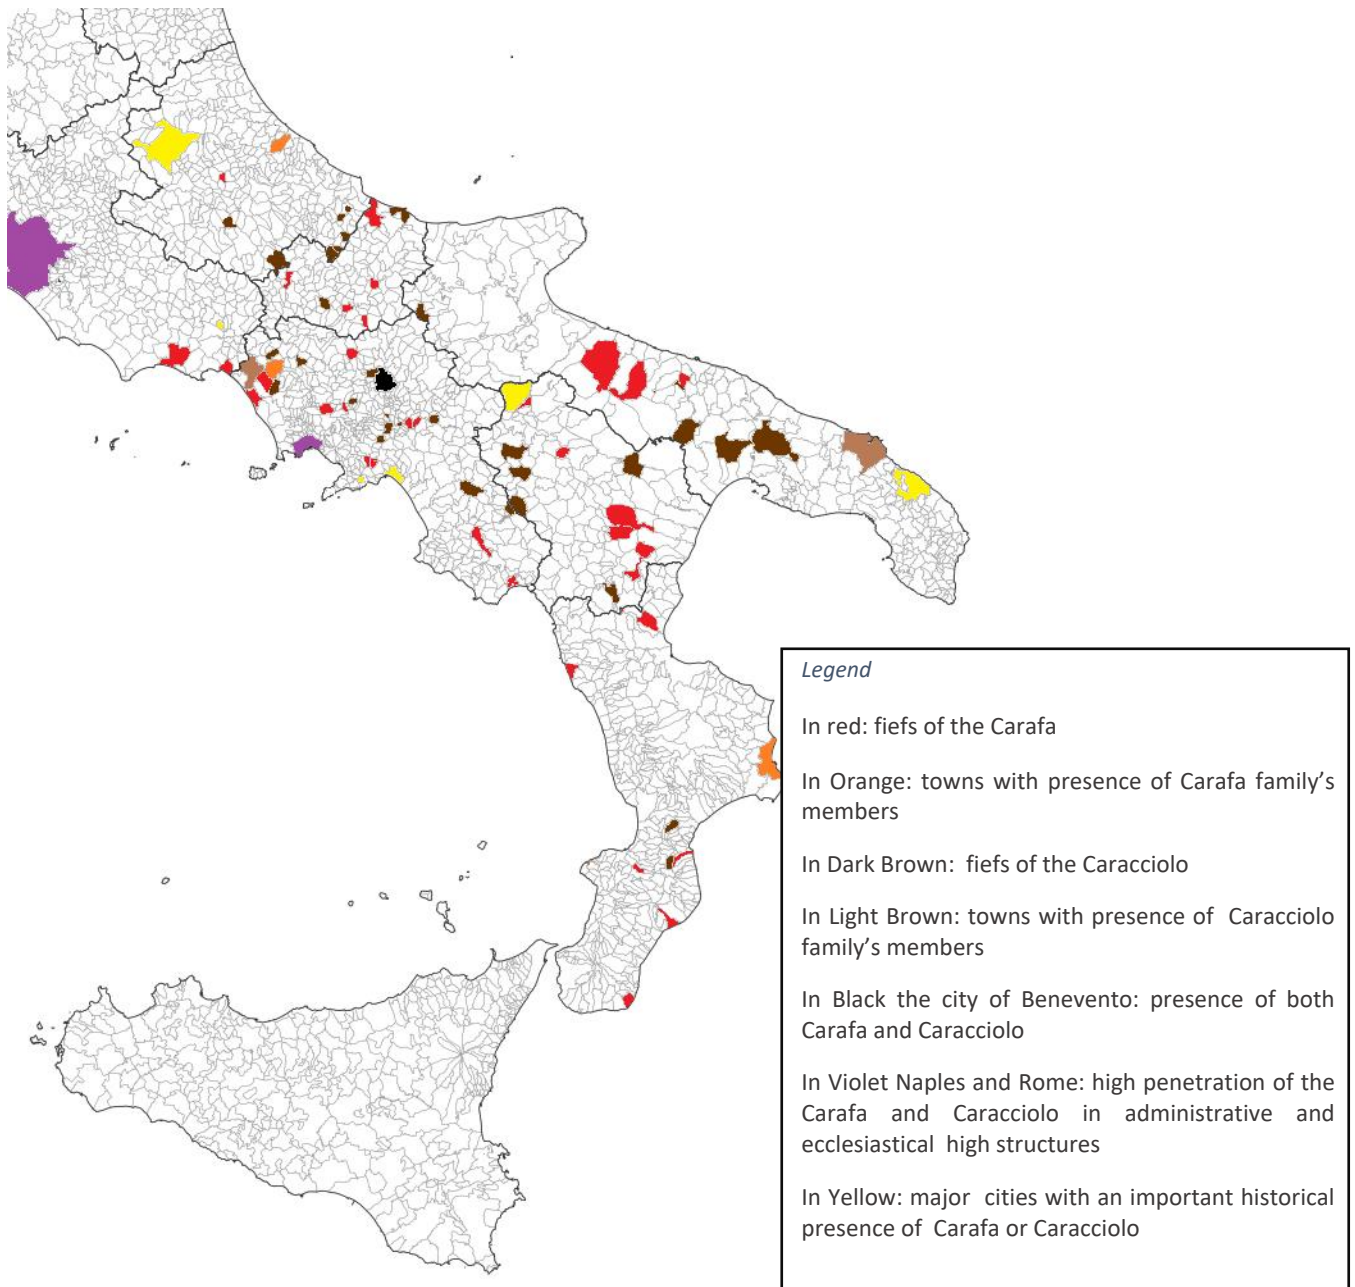 Legend
In red: fiefs of the Carafa
In Orange: towns with presence of Carafa family’s
members
In Dark Brown: fiefs of the Caracciolo
In Light Brown: towns with presence of Caracciolo
family’s members
In Black the city of Benevento: presence of both
Carafa and Caracciolo
In Violet Naples and Rome: high penetration of the
Carafa and Caracciolo in administrative and
ecclesiastical high structures
In Yellow: major cities with an important historical
presence of Carafa or Caracciolo